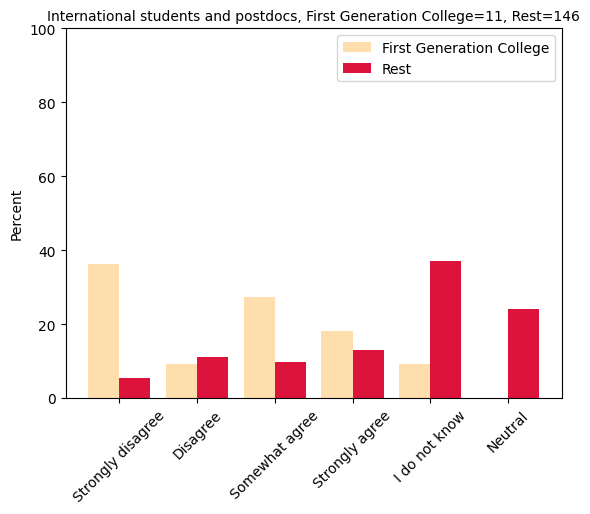 International students and postdocs, First Generation College=11, Rest=146
First Generation College
Rest
Percent
100
80
60
40
20
0
Strongly disagree
Disagree
Somewhat agree
Strongly agree
I do not know
Neutral